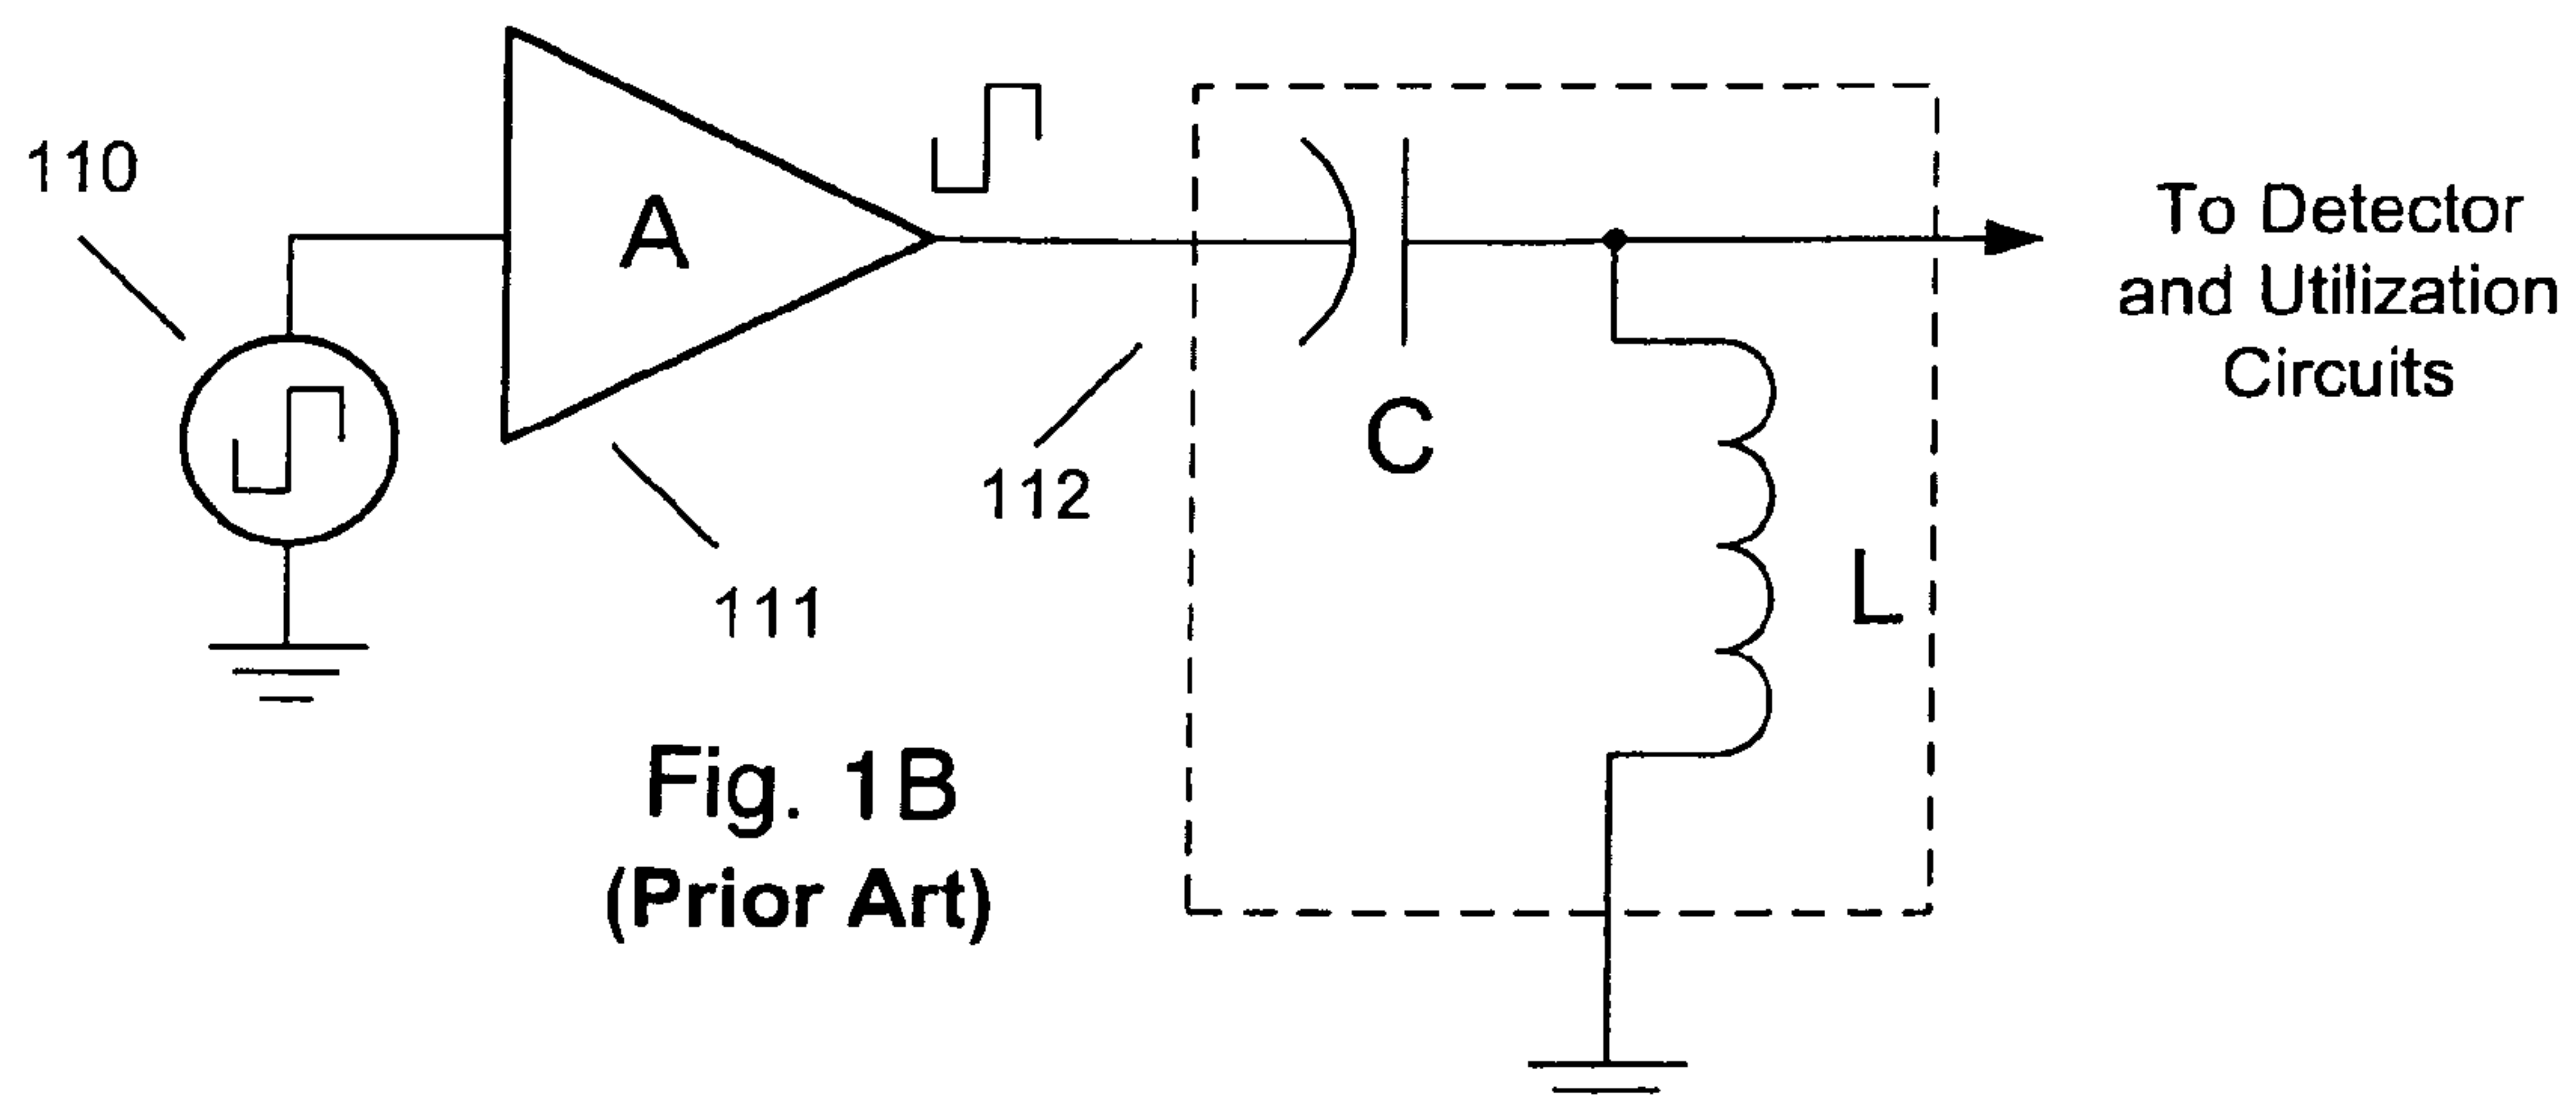 110
A
To Detector
and Utilization
Circuits
C
112
L
111
Fig. 1B
(Prior Art)